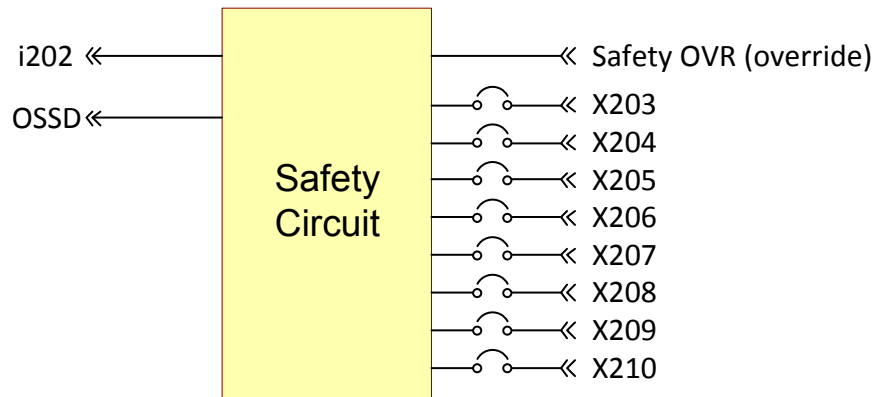 i202
OSSD
Safety
Circuit
Safety OVR (override)
X203
X204
X205
X206
X207
X208
X209
X210